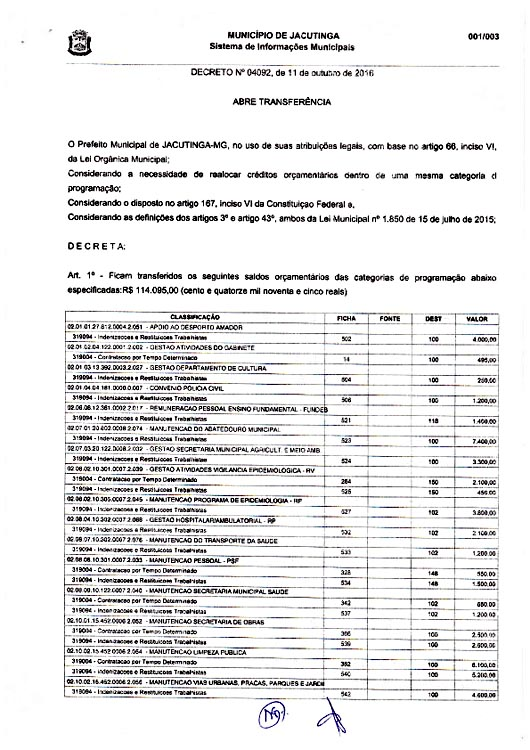 MUNICÍPIO DE JACUTINGA
001/003
Sistema de Informações Municipais
DECRETO Nº 04092, de 11 de outubro de 2016
ABRE TRANSFERÊNCIA
O Prefeito Municipal de JACUTINGA-MG, no uso de suas atribuições legais, com base no artigo 66, inciso VI,
da Lei Orgânica Municipal;
Considerando a necessidade de realocar créditos orçamentários dentro de uma mesma categoria d
programação;
Considerando o disposto no artigo 167, inciso VI da Constituiçao Federal e,
Considerando as definições dos artigos 3º e artigo 43º, ambos da Lei Municipal nº 1.850 de 15 de julho de 2015;
D E C R E T A:
Art. 1º - Ficam transferidos os seguintes saldos orçamentários das categorias de programação abaixo
especificadas:R$ 114.095,00 (cento e quatorze mil noventa e cinco reais)
CLASSIFICAÇÃO FICHA FONTE DEST VALOR
02.01.01.27.812.0004.2.051 - APOIO AO DESPORTO AMADOR
319094 - Indenizacoes e Restituicoes Trabalhistas 502 100 4.000,00
02.01.02.04.122.0001.2.002 - GESTAO ATIVIDADES DO GABINETE
319004 - Contratacao por Tempo Determinado 14 100 495,00
02.01.03.13.392.0003.2.027 - GESTAO DEPARTAMENTO DE CULTURA
319094 - Indenizacoes e Restituicoes Trabalhistas 504 100 250,00
02.01.04.04.181.0000.0.007 - CONVENIO POLICIA CIVIL
319094 - Indenizacoes e Restituicoes Trabalhistas 506 100 1.200,00
02.06.06.12.361.0002.2.017 - REMUNERACAO PESSOAL ENSINO FUNDAMENTAL - FUNDEB
319094 - Indenizacoes e Restituicoes Trabalhistas 521 118 1.400,00
02.07.01.20.602.0008.2.074 - MANUTENCAO DO ABATEDOURO MUNICIPAL
319094 - Indenizacoes e Restituicoes Trabalhistas 523 100 7.400,00
02.07.03.20.122.0008.2.032 - GESTAO SECRETARIA MUNICIPAL AGRICULT. E MEIO AMB
319094 - Indenizacoes e Restituicoes Trabalhistas 524 100 3.300,00
02.08.02.10.301.0007.2.039 - GESTAO ATIVIDADES VIGILANCIA EPIDEMIOLOGICA - RV
319004 - Contratacao por Tempo Determinado 264 150 2.100,00
319094 - Indenizacoes e Restituicoes Trabalhistas 525 150 450,00
02.08.02.10.305.0007.2.045 - MANUTENCAO PROGRAMA DE EPIDEMIOLOGIA - RP
319094 - Indenizacoes e Restituicoes Trabalhistas 527 102 3.800,00
02.08.04.10.302.0007.2.088 - GESTAO HOSPITALAR/AMBULATORIAL - RP
319094 - Indenizacoes e Restituicoes Trabalhistas 532 102 2.100,00
02.08.07.10.302.0007.2.076 - MANUTENCAO DO TRANSPORTE DA SAUDE
319094 - Indenizacoes e Restituicoes Trabalhistas 533 102 1.200,00
02.08.08.10.301.0007.2.033 - MANUTENCAO PESSOAL - PSF
319004 - Contratacao por Tempo Determinado 328 148 550,00
319094 - Indenizacoes e Restituicoes Trabalhistas 534 148 1.500,00
02.08.09.10.122.0007.2.040 - MANUTENCAO SECRETARIA MUNICIPAL SAUDE
319004 - Contratacao por Tempo Determinado 342 102 650,00
319094 - Indenizacoes e Restituicoes Trabalhistas 537 102 1.200,00
02.10.01.15.452.0006.2.052 - MANUTENCAO SECRETARIA DE OBRAS
319004 - Contratacao por Tempo Determinado 366 100 2.500,00
319094 - Indenizacoes e Restituicoes Trabalhistas 539 100 2.600,00
02.10.02.15.452.0006.2.054 - MANUTENCAO LIMPEZA PUBLICA
319004 - Contratacao por Tempo Determinado 382 100 6.100,00
319094 - Indenizacoes e Restituicoes Trabalhistas 540 100 5.200,00
02.10.02.15.452.0006.2.056 - MANUTENCAO VIAS URBANAS, PRACAS, PARQUES E JARDI
319094 - Indenizacoes e Restituicoes Trabalhistas 542 100 4.600,00